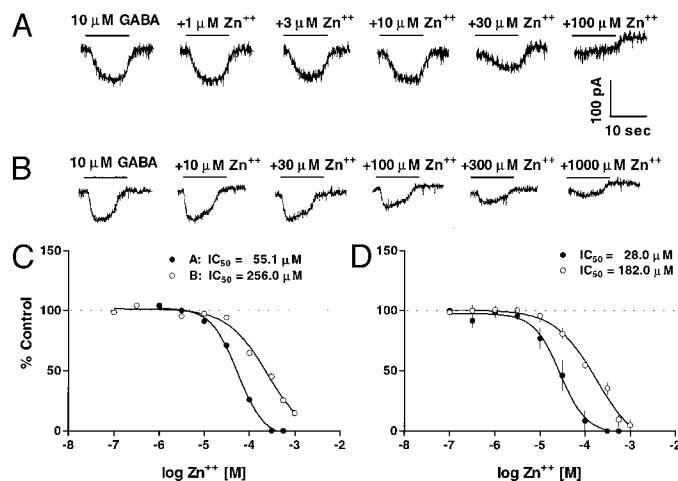 A
10 μM GABA +1 μM Zn++ +3 μM Zn++ +10 μM Zn++ +30 μM Zn++ +100 μM Zn++
100 pA
10 sec
B
10 μM GABA +10 μM Zn++ +30 μM Zn++ +100 μM Zn++ +300 μM Zn++ +1000 μM Zn++
C
● A: IC50 = 55.1 μM
○ B: IC50 = 256.0 μM
% Control
150
100
50
0
-8 -7 -6 -5 -4 -3 -2
log Zn++ [M]
D
● IC50 = 28.0 μM
○ IC50 = 182.0 μM
150
100
50
0
-8 -7 -6 -5 -4 -3 -2
log Zn++ [M]